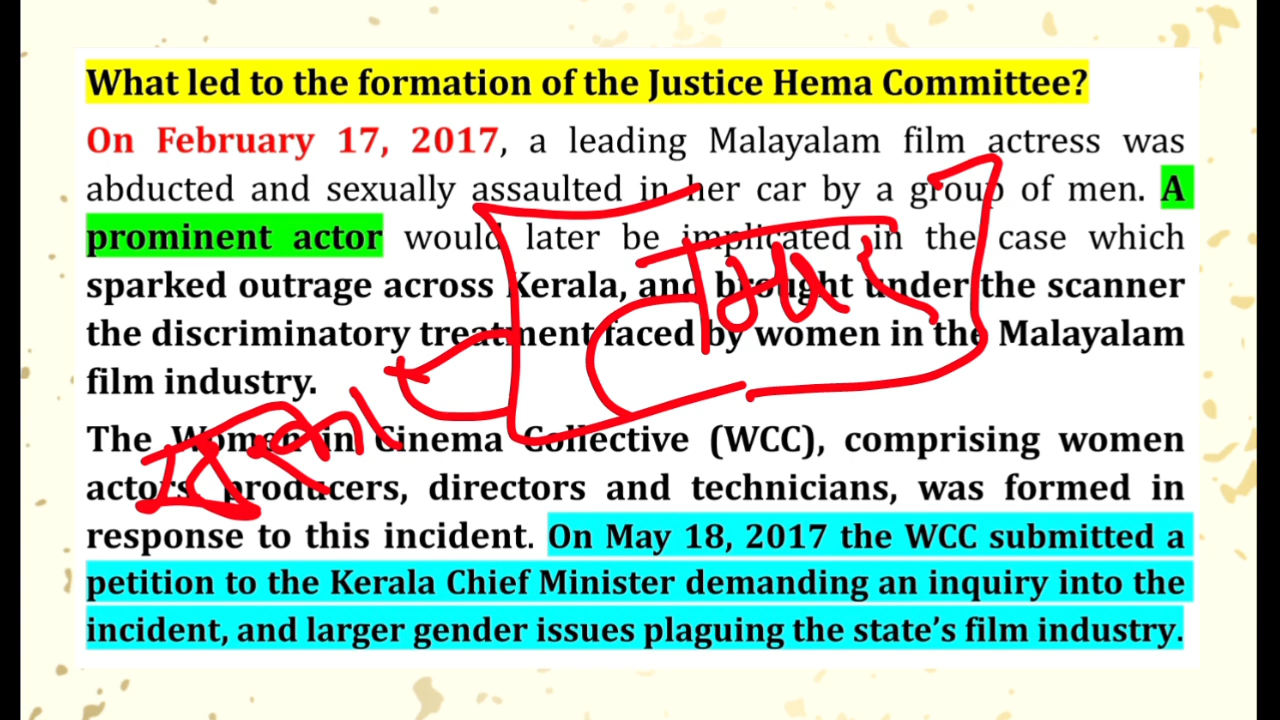 What led to the formation of the Justice Hema Committee?
On February 17, 2017, a leading Malayalam film actress was
abducted and sexually assaulted in her car by a group of men. A
prominent actor would later be implicated in the case which
sparked outrage across Kerala, and brought under the scanner
the discriminatory treatment faced by women in the Malayalam
film industry.
The Women in Cinema Collective (WCC), comprising women
actors, producers, directors and technicians, was formed in
response to this incident. On May 18, 2017 the WCC submitted a
petition to the Kerala Chief Minister demanding an inquiry into the
incident, and larger gender issues plaguing the state's film industry.